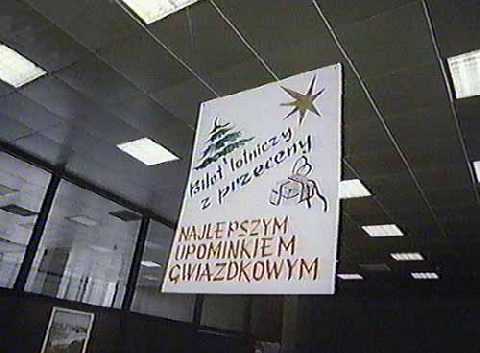 Bilet lotniczy
z przeceny
NAJLEPSZYM
UPOMINKIEM
GWIAZDKOWYM